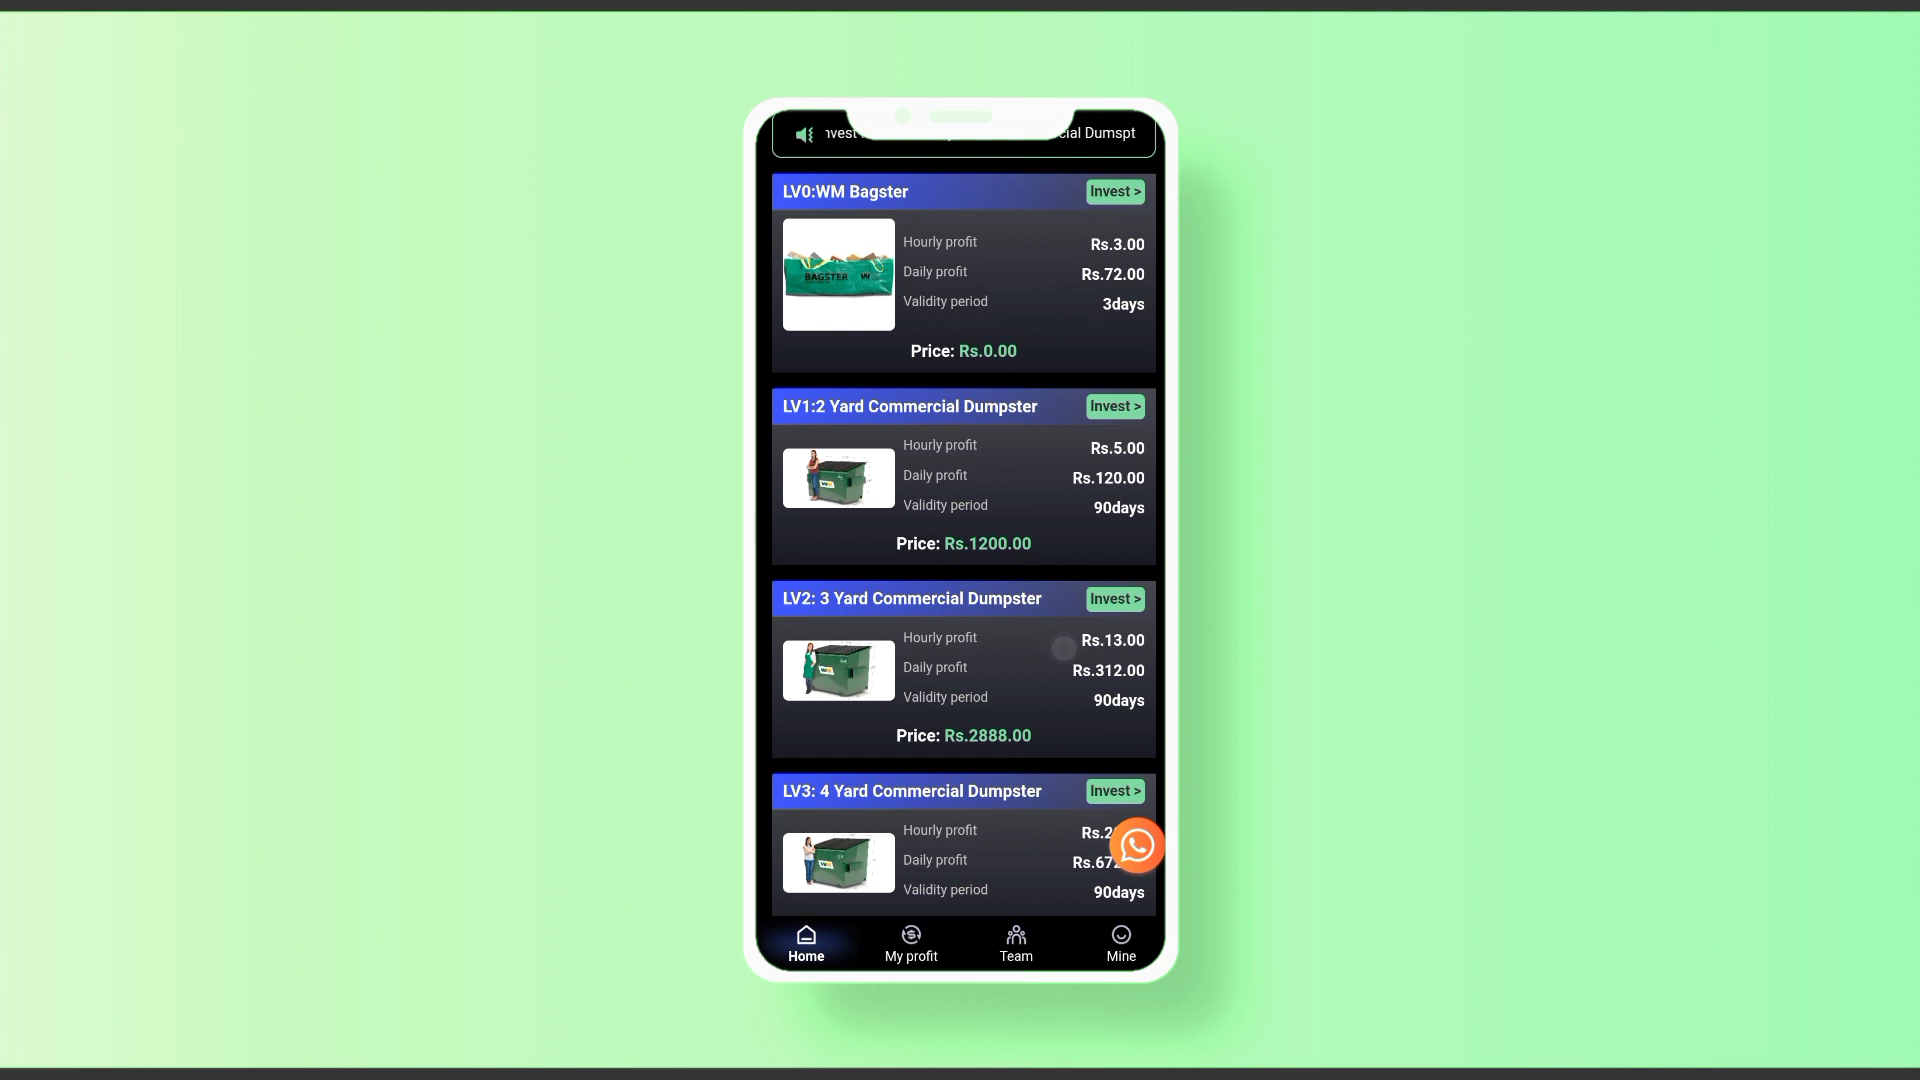 cial Dumspt
LV0:WM Bagster
Invest >
BAGSTER
Hourly profit
Rs.3.00
Daily profit
Rs.72.00
Validity period
3days
Price: Rs.0.00
LV1:2 Yard Commercial Dumpster
Invest >
Hourly profit
Rs.5.00
Daily profit
Rs.120.00
Validity period
90days
Price: Rs.1200.00
LV2: 3 Yard Commercial Dumpster
Invest >
Hourly profit
Rs.13.00
Daily profit
Rs.312.00
Validity period
90days
Price: Rs.2888.00
LV3: 4 Yard Commercial Dumpster
Invest >
Hourly profit
Rs.2
Daily profit
Rs.672
Validity period
90days
Home
My profit
Team
Mine